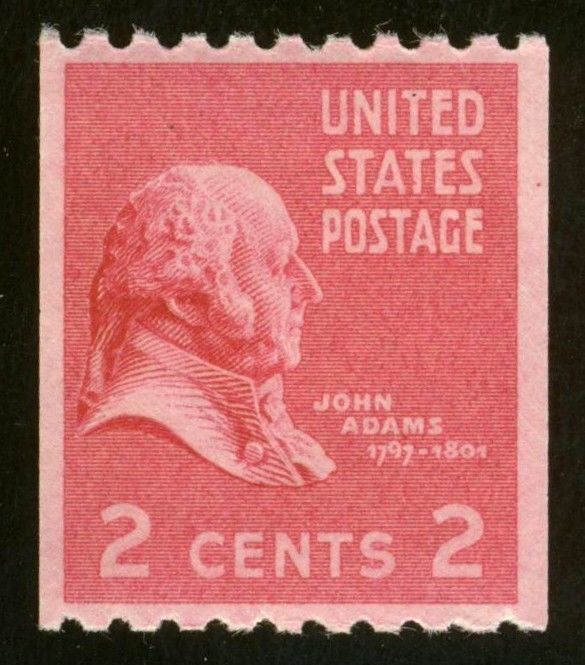 UNITED
STATES
POSTAGE
JOHN
ADAMS
1797-1801
2 CENTS 2